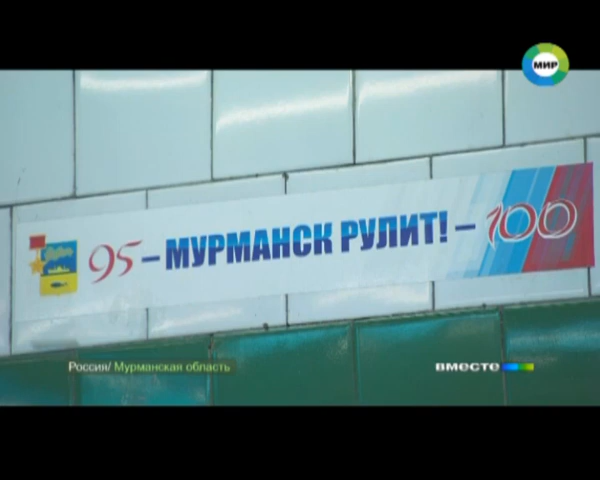 МИР
95 – МУРМАНСК РУЛИТ! – 100
Россия/ Мурманская область
ВМЕСТЕ